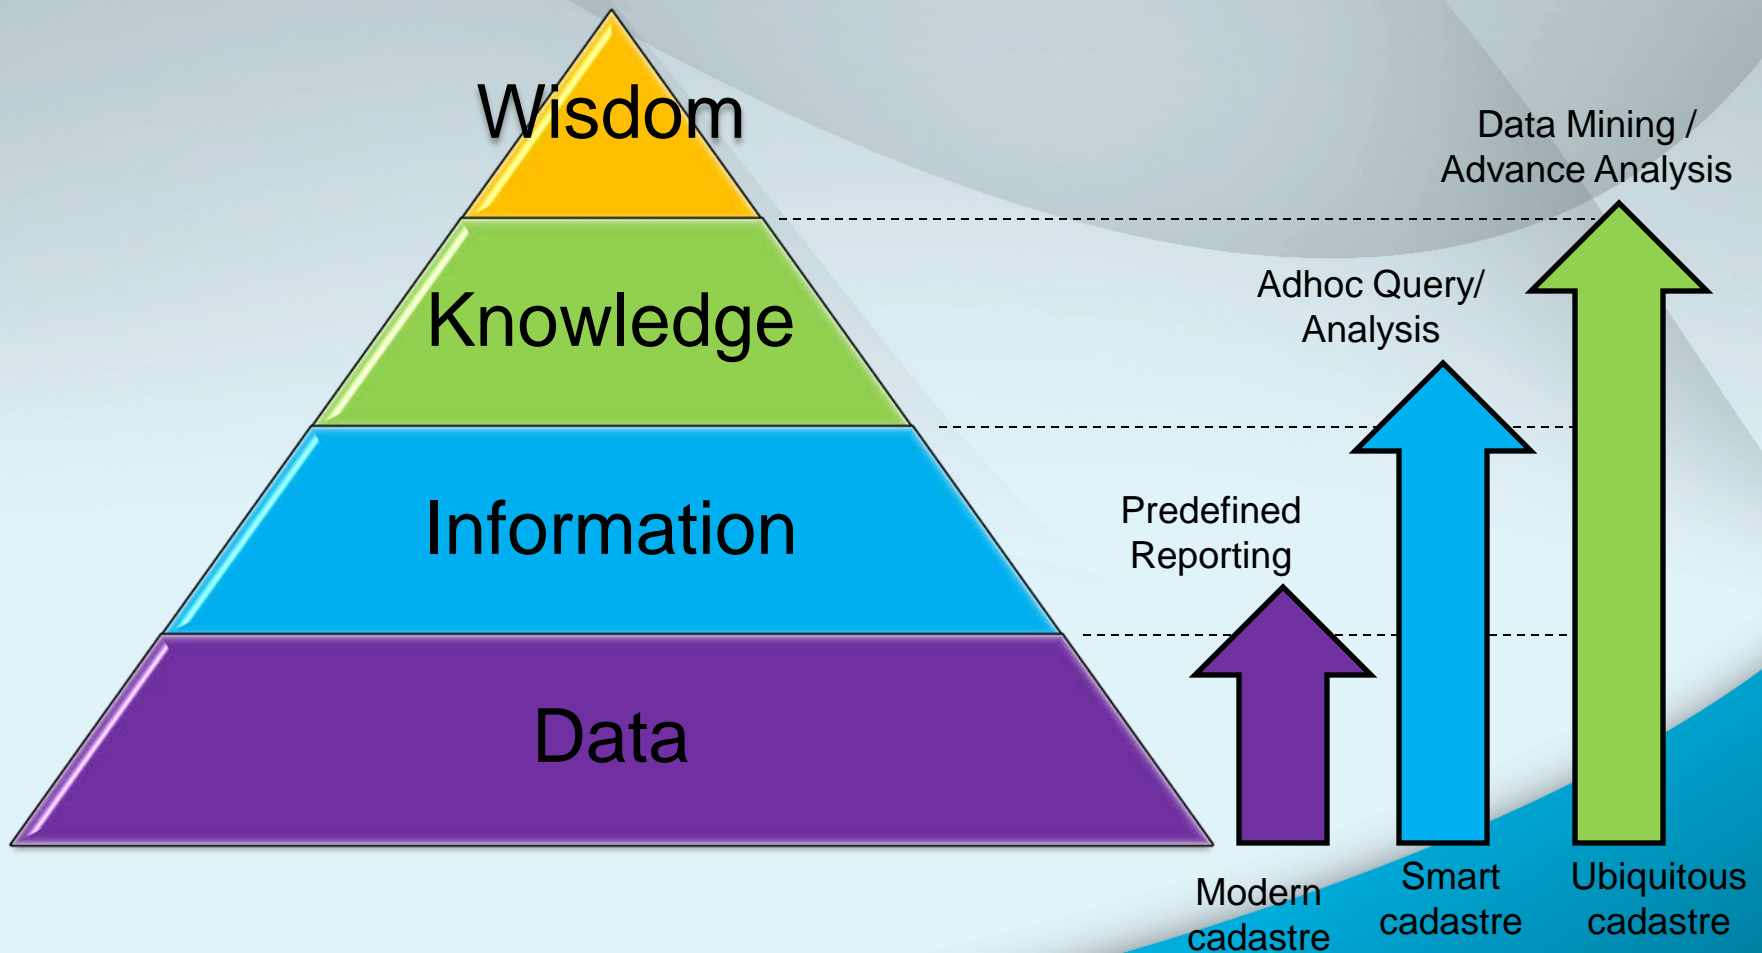 Wisdom
Knowledge
Information
Data
Data Mining /
Advance Analysis
Adhoc Query/
Analysis
Predefined
Reporting
Modern
cadastre
Smart
cadastre
Ubiquitous
cadastre